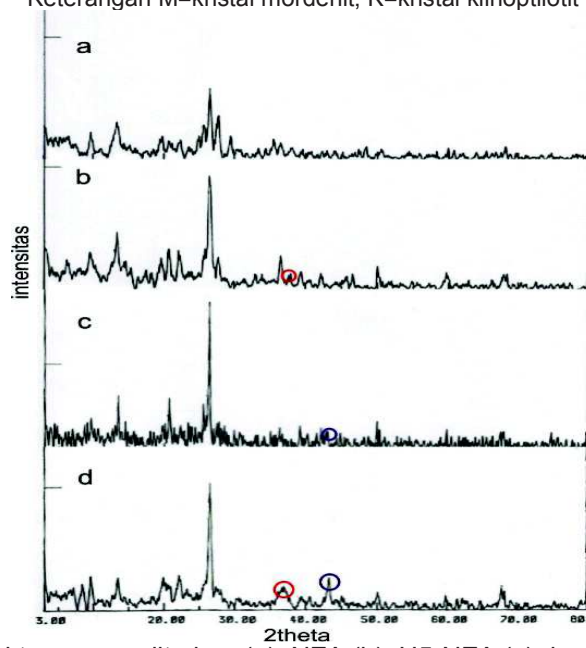 Keterangan M=kristal mordenit, K=kristal klinoptilotit
a
b
c
d
intensitas
3.00 20.00 30.00 40.00 50.00 60.00 70.00 80
2theta